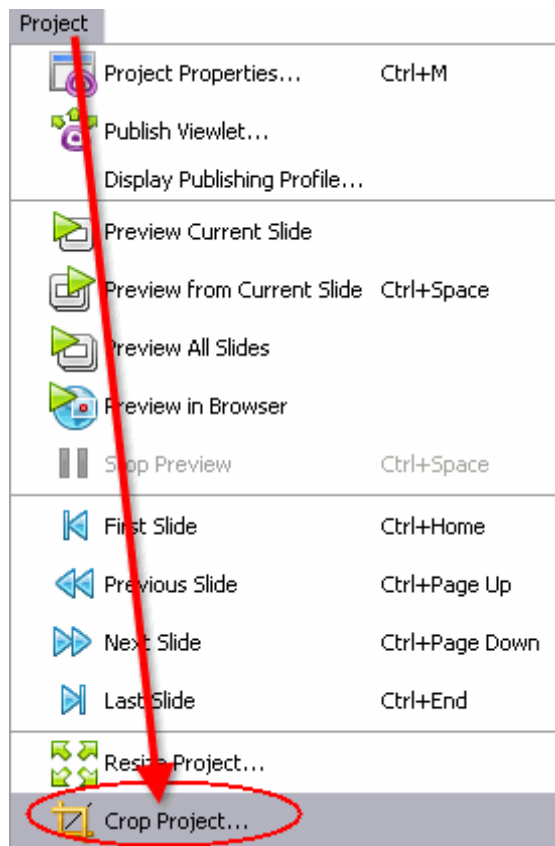 Project
Project Properties... Ctrl+M
Publish Viewlet...
Display Publishing Profile...
Preview Current Slide
Preview from Current Slide Ctrl+Space
Preview All Slides
Preview in Browser
Stop Preview Ctrl+Space
First Slide Ctrl+Home
Previous Slide Ctrl+Page Up
Next Slide Ctrl+Page Down
Last Slide Ctrl+End
Resize Project...
Crop Project...